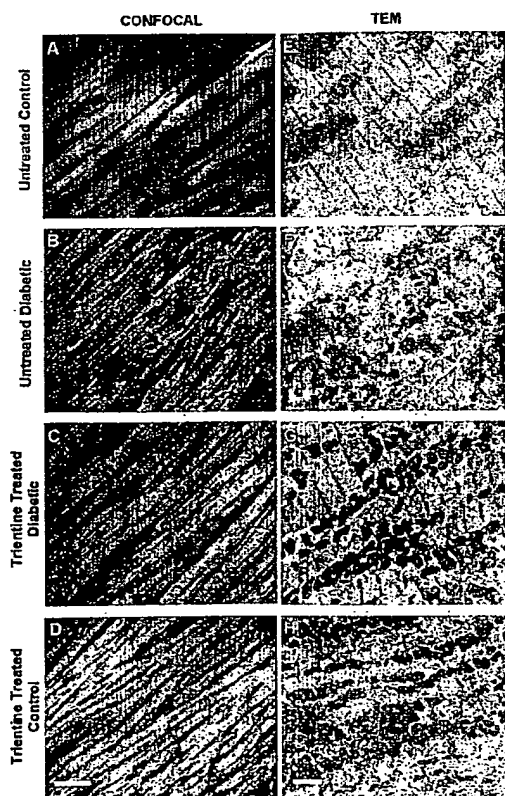 CONFOCAL TEM
Untreated Control
A E
Untreated Diabetic
B F
Trientine Treated
Diabetic
C G
Trientine Treated
Control
D